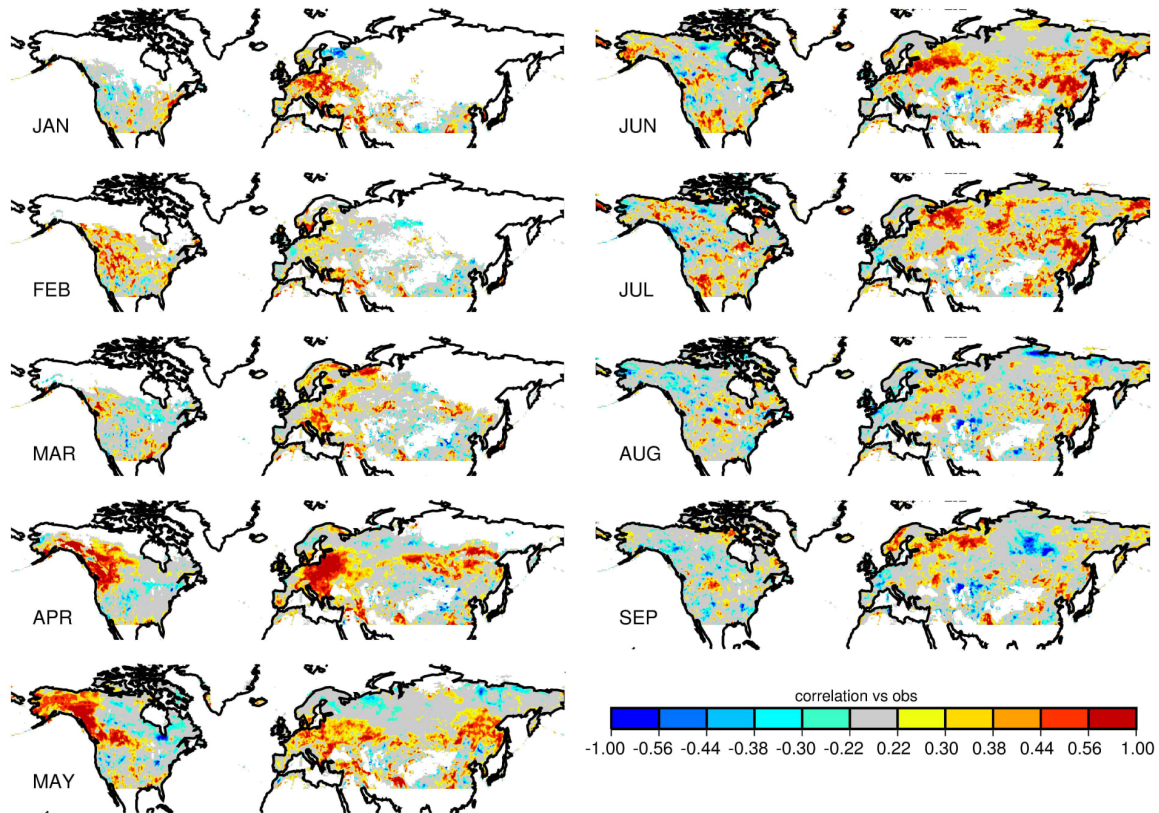 JAN
FEB
MAR
APR
MAY
JUN
JUL
AUG
SEP
correlation vs obs
-1.00 -0.56 -0.44 -0.38 -0.30 -0.22 0.22 0.30 0.38 0.44 0.56 1.00